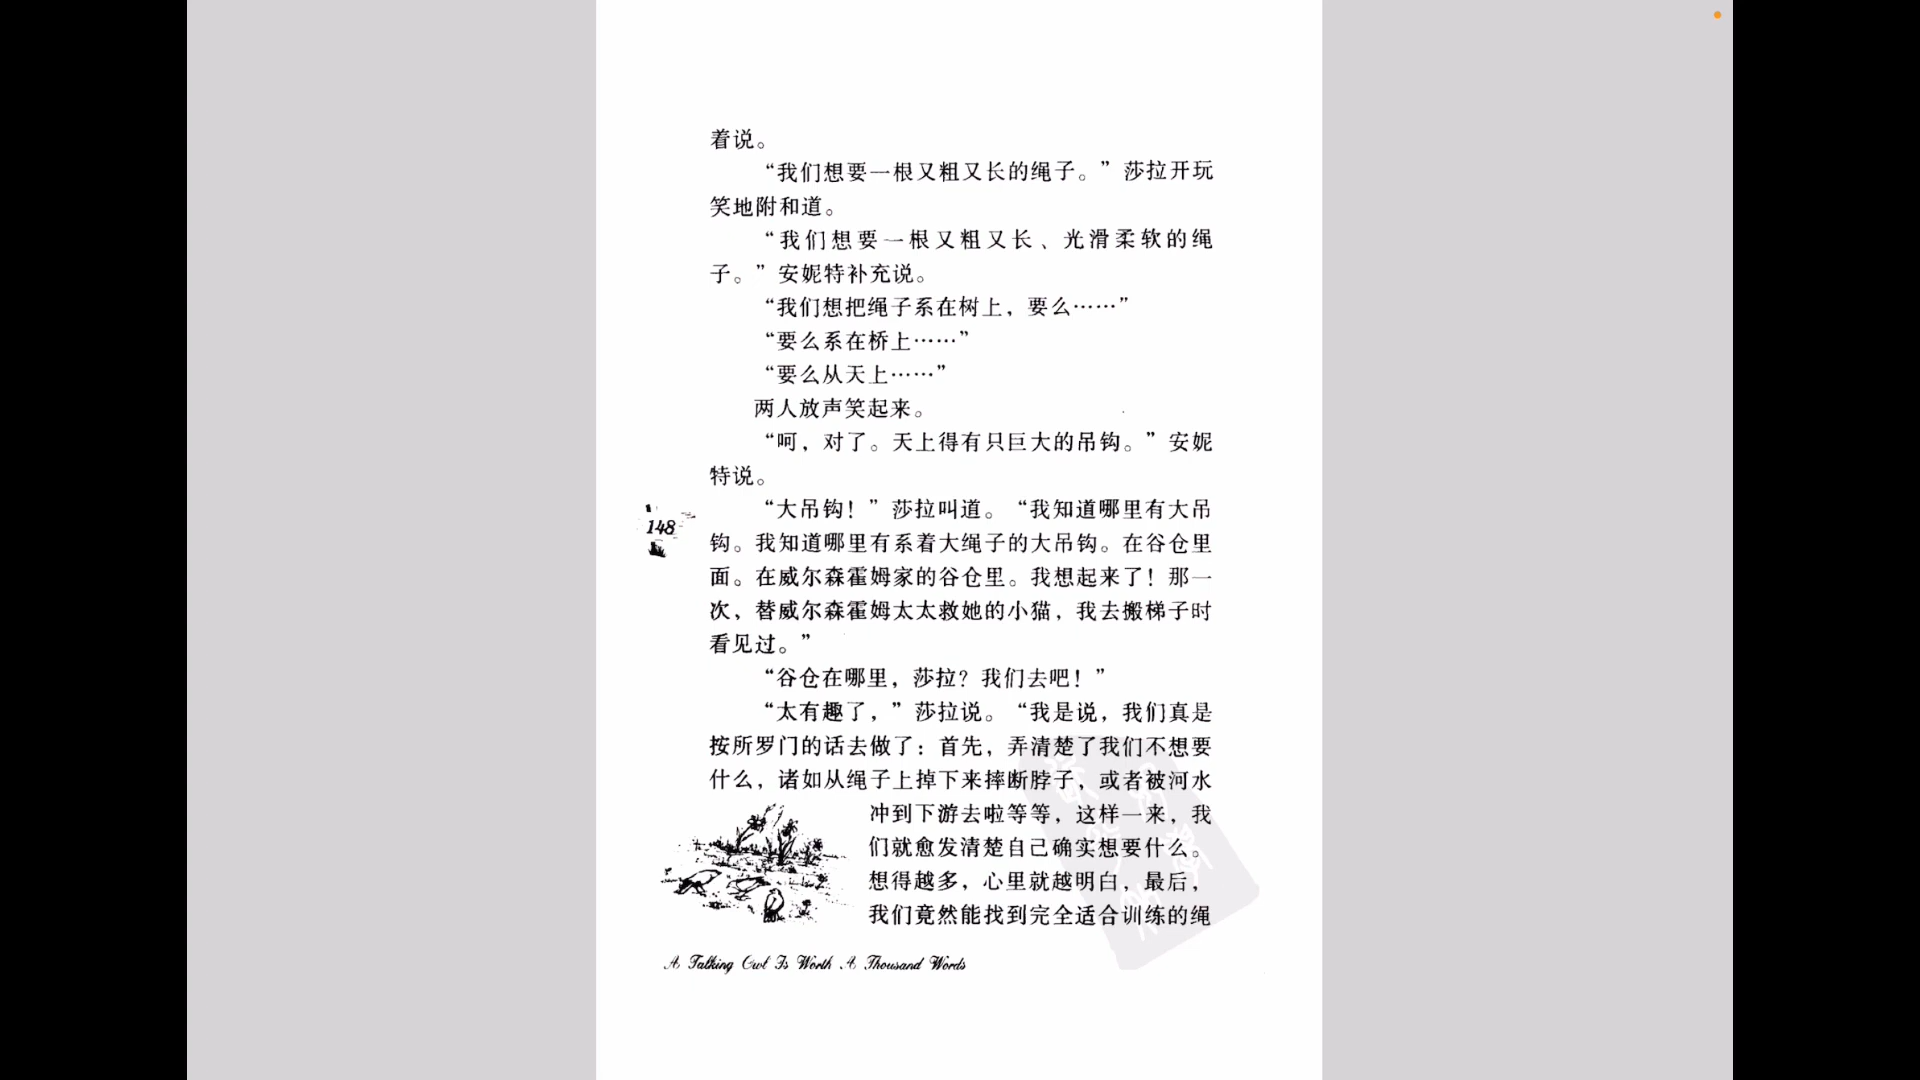 着说。
“我们想要一根又粗又长的绳子。”莎拉开玩
笑地附和道。
“我们想要一根又粗又长、光滑柔软的绳
子。”安妮特补充说。
“我们想把绳子系在树上，要么……”
“要么系在桥上……”
“要么从天上……”
两人放声笑起来。
“呵，对了。天上得有只巨大的吊钩。”安妮
特说。
“大吊钩！”莎拉叫道。“我知道哪里有大吊
148
钩。我知道哪里有系着大绳子的大吊钩。在谷仓里
面。在威尔森霍姆家的谷仓里。我想起来了！那一
次，替威尔森霍姆太太救她的小猫，我去搬梯子时
看见过。”
“谷仓在哪里，莎拉？我们去吧！”
“太有趣了，”莎拉说。“我是说，我们真是
按所罗门的话去做了：首先，弄清楚了我们不想要
什么，诸如从绳子上掉下来摔断脖子，或者被河水
冲到下游去啦等等，这样一来，我
们就愈发清楚自己确实想要什么。
想得越多，心里就越明白，最后，
我们竟然能找到完全适合训练的绳
A Talking Owl Is Worth A Thousand Words